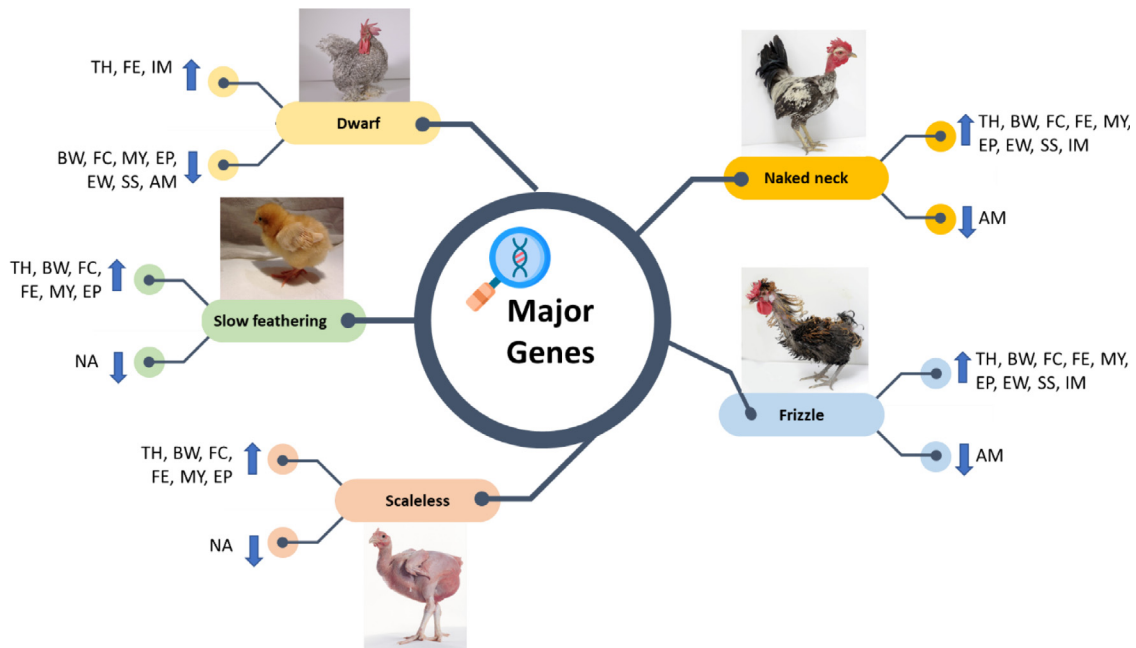 TH, FE, IM
Dwarf
BW, FC, MY, EP,
EW, SS, AM
TH, BW, FC,
FE, MY, EP
Slow feathering
NA
TH, BW, FC,
FE, MY, EP
Scaleless
NA
Major
Genes
TH, BW, FC, FE, MY,
EP, EW, SS, IM
Naked neck
AM
TH, BW, FC, FE, MY,
EP, EW, SS, IM
Frizzle
AM